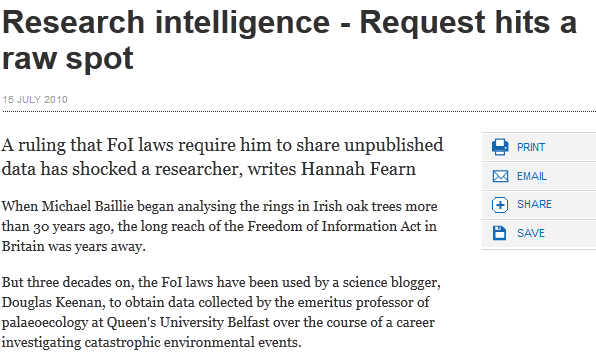 Research intelligence - Request hits a
raw spot
15 JULY 2010
A ruling that FoI laws require him to share unpublished
data has shocked a researcher, writes Hannah Fearn
PRINT
EMAIL
SHARE
SAVE
When Michael Baillie began analysing the rings in Irish oak trees more
than 30 years ago, the long reach of the Freedom of Information Act in
Britain was years away.
But three decades on, the FoI laws have been used by a science blogger,
Douglas Keenan, to obtain data collected by the emeritus professor of
palaeoecology at Queen's University Belfast over the course of a career
investigating catastrophic environmental events.